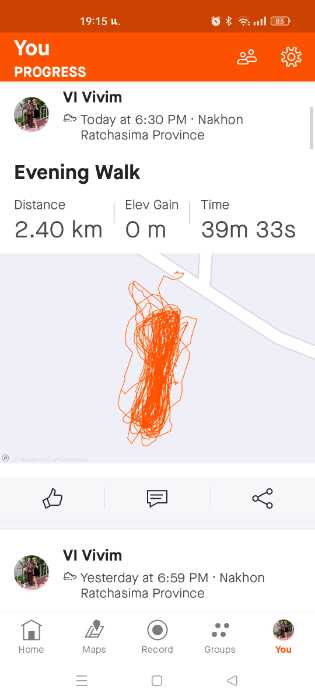 19:15 น.
85
You
PROGRESS
VI Vivim
Today at 6:30 PM · Nakhon
Ratchasima Province
Evening Walk
Distance
Elev Gain
Time
2.40 km
0 m
39m 33s
VI Vivim
Yesterday at 6:59 PM · Nakhon
Ratchasima Province
Home
Maps
Record
Groups
You